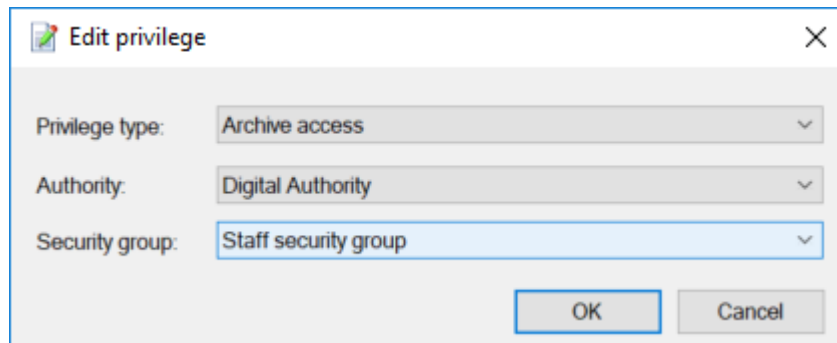 Edit privilege
Privilege type: Archive access
Authority: Digital Authority
Security group: Staff security group
OK Cancel